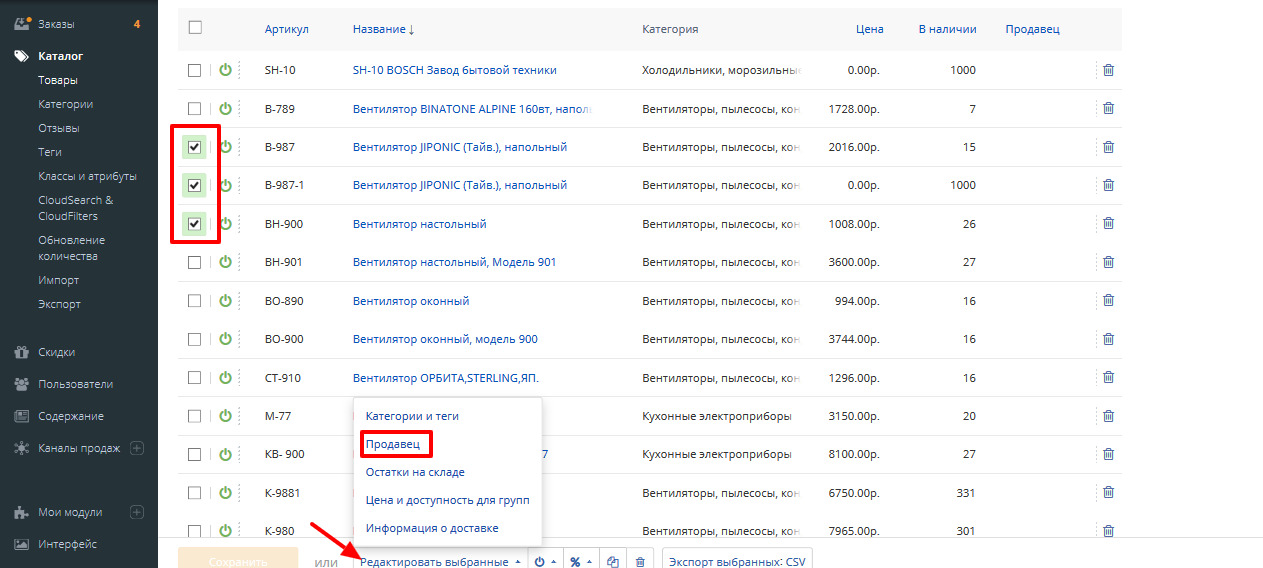 Заказы 4
Каталог
Товары
Категории
Отзывы
Теги
Классы и атрибуты
CloudSearch &
CloudFilters
Обновление
количества
Импорт
Экспорт
Скидки
Пользователи
Содержание
Каналы продаж
Мои модули
Интерфейс
Артикул Название ↓ Категория Цена В наличии Продавец
SH-10 SH-10 BOSCH Завод бытовой техники Холодильники, морозильны 0.00р. 1000
В-789 Вентилятор BINATONE ALPINE 160вт, напол Вентиляторы, пылесосы, кон 1728.00р. 7
В-987 Вентилятор JIPONIC (Тайв.), напольный Вентиляторы, пылесосы, кон 2016.00р. 15
В-987-1 Вентилятор JIPONIC (Тайв.), напольный Вентиляторы, пылесосы, кон 0.00р. 1000
ВН-900 Вентилятор настольный Вентиляторы, пылесосы, кон 1008.00р. 26
ВН-901 Вентилятор настольный, Модель 901 Вентиляторы, пылесосы, кон 3600.00р. 27
ВО-890 Вентилятор оконный Вентиляторы, пылесосы, кон 994.00р. 16
ВО-900 Вентилятор оконный, модель 900 Вентиляторы, пылесосы, кон 3744.00р. 16
СТ-910 Вентилятор ОРБИТА,STERLING,ЯП. Вентиляторы, пылесосы, кон 1296.00р. 16
М-77 Кухонные электроприборы 3150.00р. 20
КВ- 900 7 Кухонные электроприборы 8100.00р. 27
К-9881 Вентиляторы, пылесосы, кон 6750.00р. 331
К-980 Вентиляторы, пылесосы, кон 7965.00р. 301
Категории и теги
Продавец
Остатки на складе
Цена и доступность для групп
Информация о доставке
Сохранить или Редактировать выбранные % Экспорт выбранных: CSV